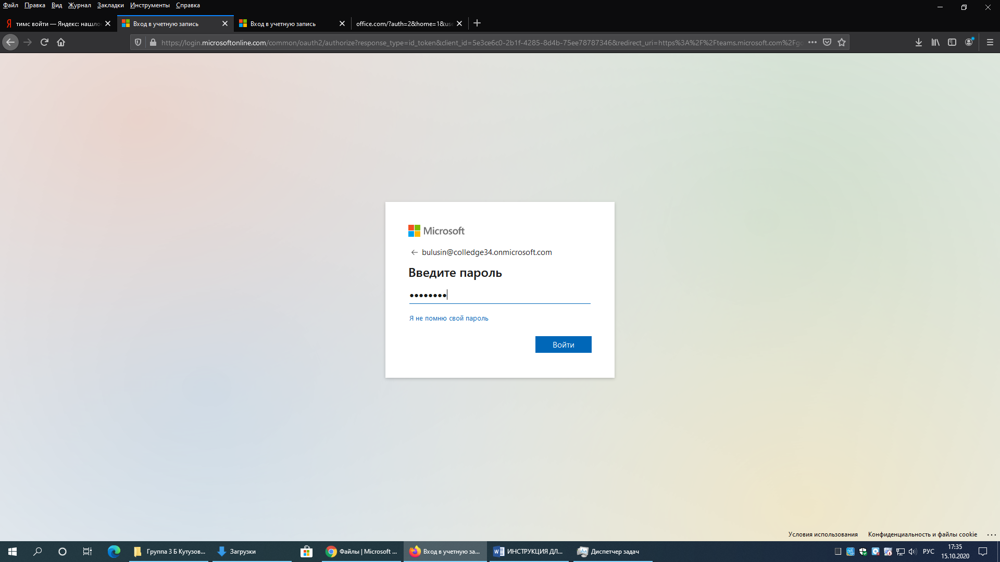 Файл Правка Вид Журнал Закладки Инструменты Справка
тимс войти — Яндекс: нашло
Вход в учетную запись
Вход в учетную запись
office.com/?auth=2&home=1&use
https://login.microsoftonline.com/common/oauth2/authorize?response_type=id_token&client_id=5e3ce6c0-2b1f-4285-8d4b-75ee78787346&redirect_uri=https%3A%2F%2Fteams.microsoft.com%2Fgo
Microsoft
bulusin@colledge34.onmicrosoft.com
Введите пароль
Я не помню свой пароль
Войти
Условия использования Конфиденциальность и файлы cookie
Группа 3 Б Кутузов...
Загрузки
Файлы | Microsoft ...
Вход в учетную за...
ИНСТРУКЦИЯ ДЛ...
Диспетчер задач
РУС
17:35
15.10.2020